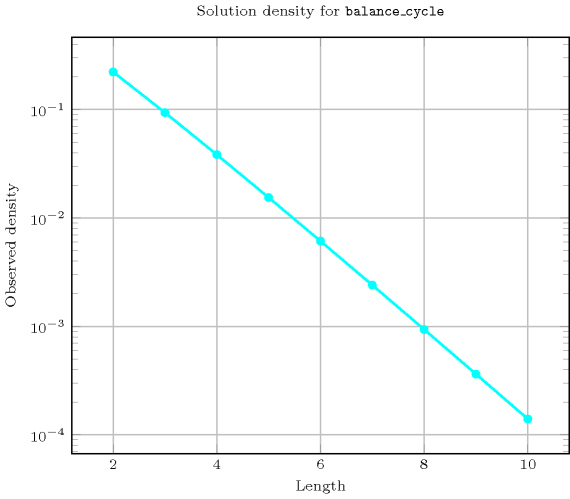 Solution density for balance_cycle
10^{-1}
10^{-2}
10^{-3}
10^{-4}
Observed density
2 4 6 8 10
Length